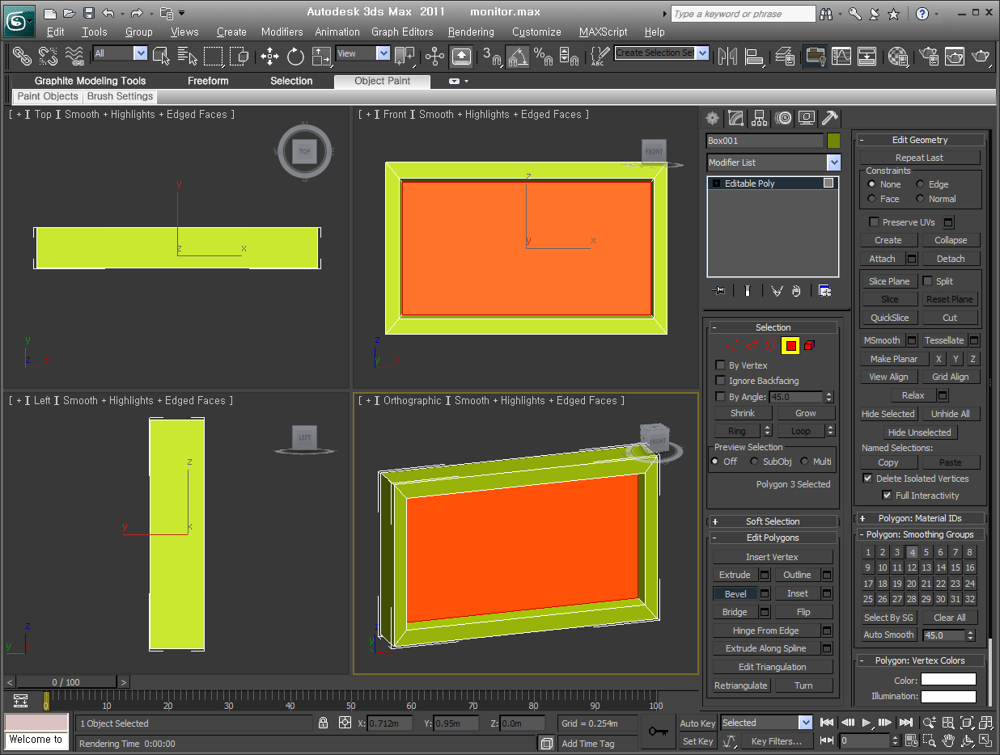 Autodesk 3ds Max 2011 monitor.max
Type a keyword or phrase
Edit Tools Group Views Create Modifiers Animation Graph Editors Rendering Customize MAXScript Help
All
View
3
%
ABC
Create Selection Se
Graphite Modeling Tools Freeform Selection Object Paint
Paint Objects Brush Settings
[ + ] Top ] Smooth + Highlights + Edged Faces ]
TOP
N
y
z
x
y
z
[ + ] Front ] Smooth + Highlights + Edged Faces ]
FRONT
z
y
x
z
y
[ + ] Left ] Smooth + Highlights + Edged Faces ]
LEFT
z
y
x
z
y
[ + ] Orthographic ] Smooth + Highlights + Edged Faces ]
FRONT
z
y
Box001
Modifier List
Editable Poly
- Selection
By Vertex
Ignore Backfacing
By Angle: 45.0
Shrink Grow
Ring Loop
Preview Selection
Off SubObj Multi
Polygon 3 Selected
+ Soft Selection
- Edit Polygons
Insert Vertex
Extrude Outline
Bevel Inset
Bridge Flip
Hinge From Edge
Extrude Along Spline
Edit Triangulation
Retriangulate Turn
- Edit Geometry
Repeat Last
Constraints
None Edge
Face Normal
Preserve UVs
Create Collapse
Attach Detach
Slice Plane Split
Slice Reset Plane
QuickSlice Cut
MSmooth Tessellate
Make Planar X Y Z
View Align Grid Align
Relax
Hide Selected Unhide All
Hide Unselected
Named Selections:
Copy Paste
Delete Isolated Vertices
Full Interactivity
+ Polygon: Material IDs
- Polygon: Smoothing Groups
1 2 3 4 5 6 7 8
9 10 11 12 13 14 15 16
17 18 19 20 21 22 23 24
25 26 27 28 29 30 31 32
Select By SG Clear All
Auto Smooth 45.0
- Polygon: Vertex Colors
Color:
Illumination:
< 0 / 100 >
0 10 20 30 40 50 60 70 80 90 100
1 Object Selected
X: 0.712m Y: 0.95m Z: 0.0m
Grid = 0.254m
Auto Key Selected
Welcome to
Rendering Time 0:00:00
Add Time Tag
Set Key Key Filters...
0